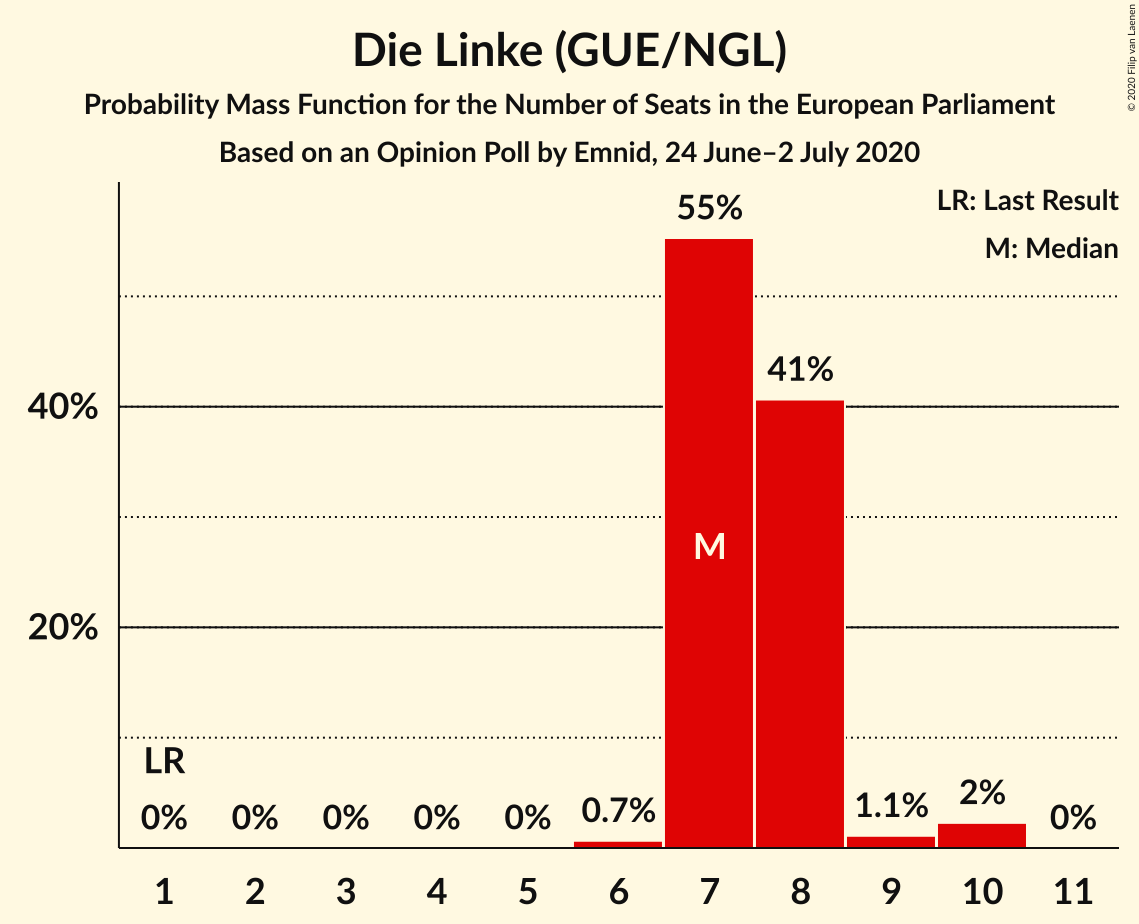 Die Linke (GUE/NGL)
Probability Mass Function for the Number of Seats in the European Parliament
Based on an Opinion Poll by Emnid, 24 June–2 July 2020
© 2020 Filip van Laenen
LR: Last Result
M: Median
55%
41%
40%
M
20%
LR
0% 0% 0% 0% 0% 0.7% 1.1% 2% 0%
1 2 3 4 5 6 7 8 9 10 11